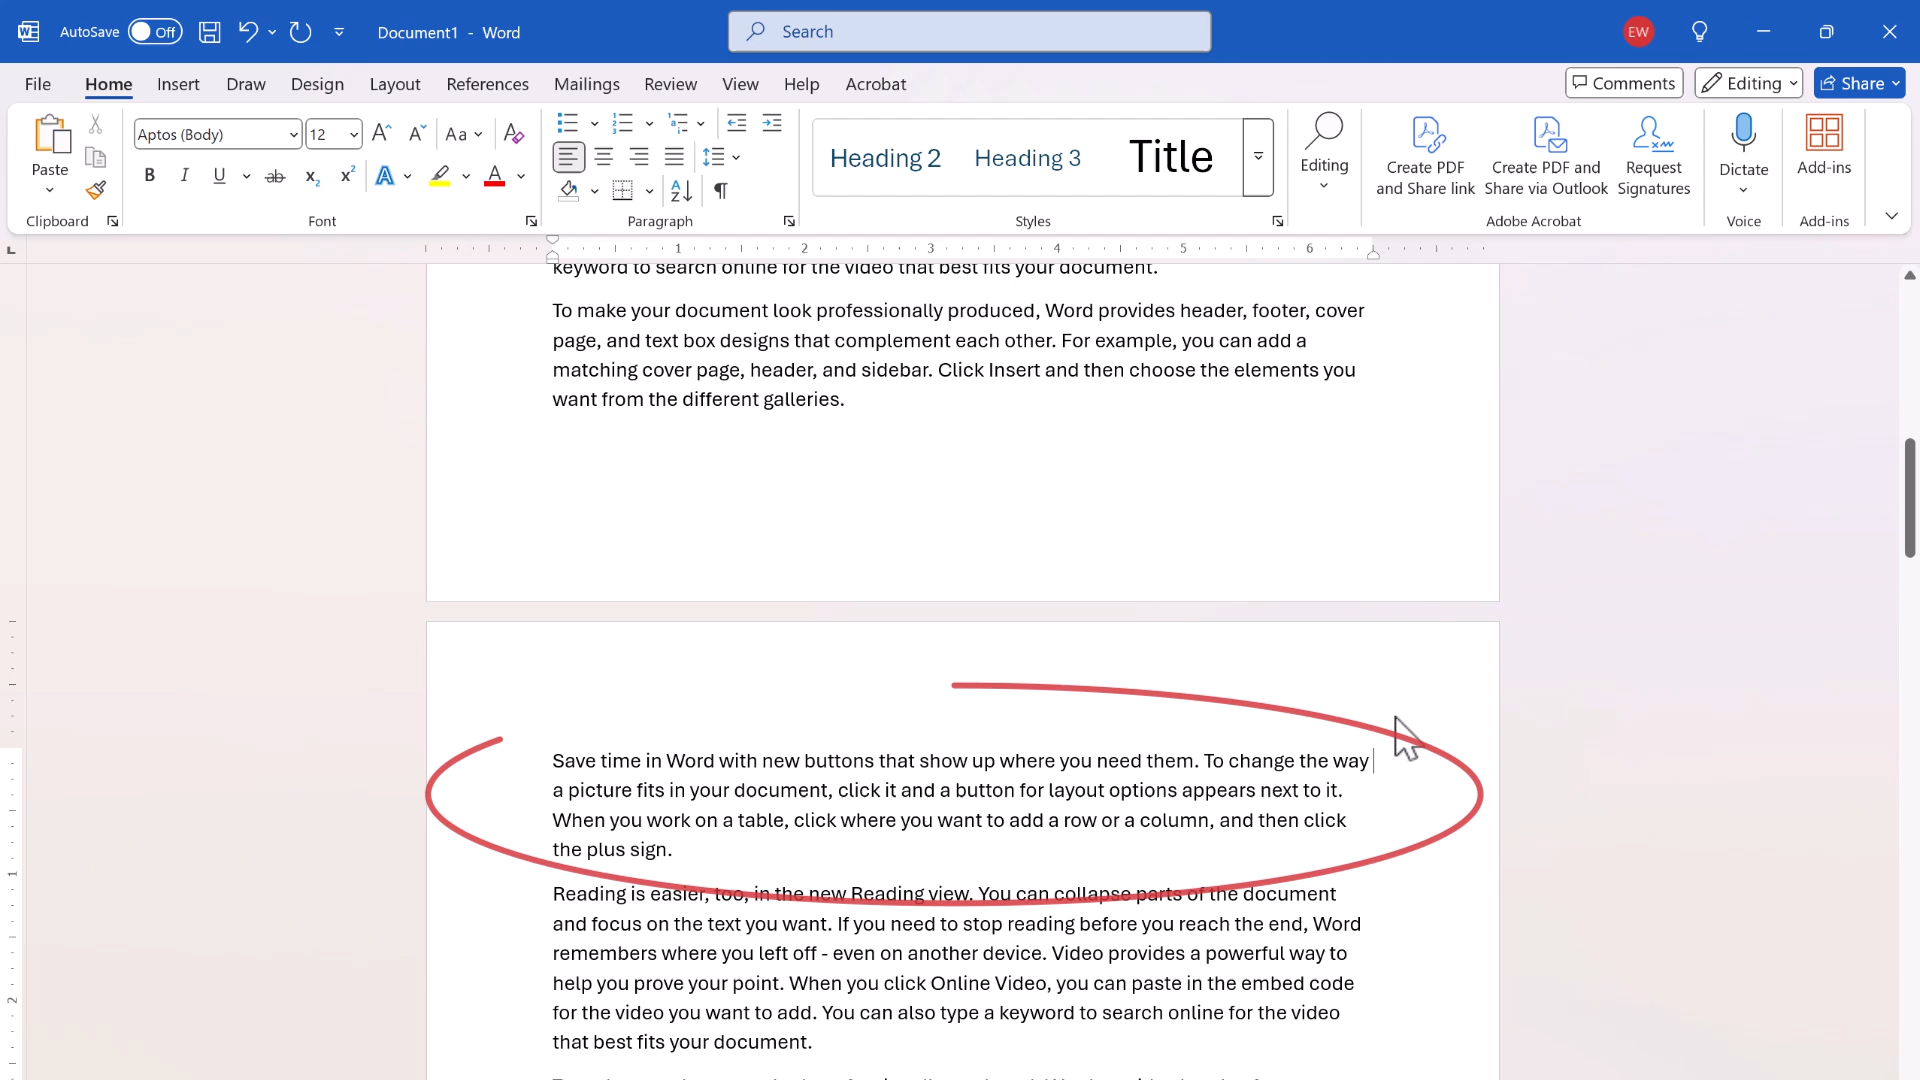 AutoSave Off Document1 - Word Search EW
File Home Insert Draw Design Layout References Mailings Review View Help Acrobat Comments Editing Share
Paste
Clipboard
Aptos (Body) 12 Aa
B I U ab x₂ x² A A
Font
Paragraph
Heading 2 Heading 3 Title
Styles
Editing
Create PDF
and Share link
Create PDF and
Share via Outlook
Request
Signatures
Adobe Acrobat
Dictate
Voice
Add-ins
Add-ins
1 2 3 4 5 6
keyword to search online for the video that best fits your document.
To make your document look professionally produced, Word provides header, footer, cover
page, and text box designs that complement each other. For example, you can add a
matching cover page, header, and sidebar. Click Insert and then choose the elements you
want from the different galleries.
Save time in Word with new buttons that show up where you need them. To change the way
a picture fits in your document, click it and a button for layout options appears next to it.
When you work on a table, click where you want to add a row or a column, and then click
the plus sign.
Reading is easier, too, in the new Reading view. You can collapse parts of the document
and focus on the text you want. If you need to stop reading before you reach the end, Word
remembers where you left off - even on another device. Video provides a powerful way to
help you prove your point. When you click Online Video, you can paste in the embed code
for the video you want to add. You can also type a keyword to search online for the video
that best fits your document.
1
2